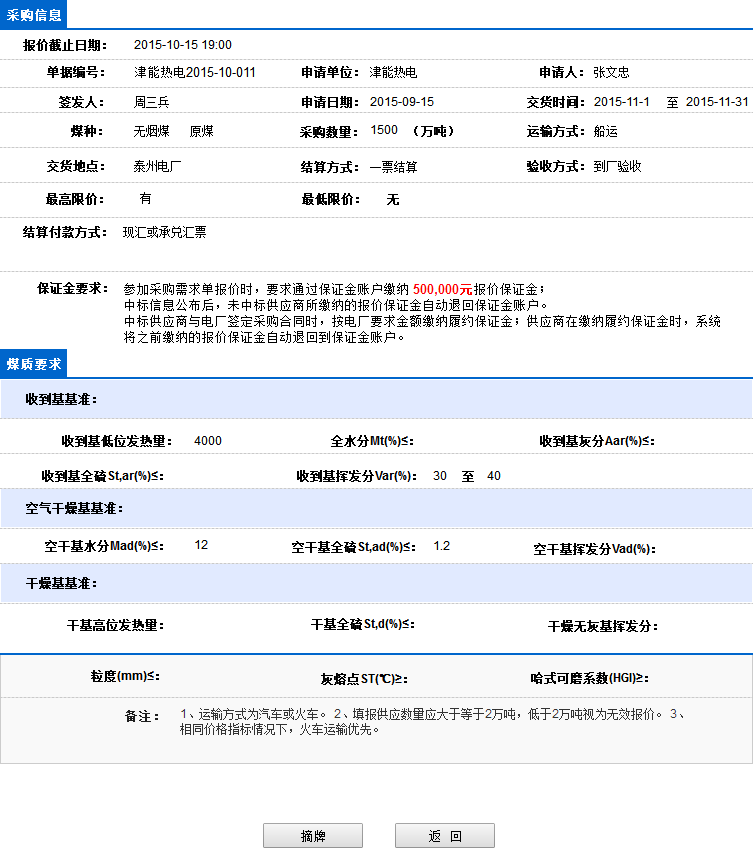 采购信息
报价截止日期： 2015-10-15 19:00
单据编号： 津能热电2015-10-011 申请单位： 津能热电 申请人： 张文忠
签发人： 周三兵 申请日期： 2015-09-15 交货时间： 2015-11-1 至 2015-11-31
煤种： 无烟煤 原煤 采购数量： 1500 （万吨） 运输方式： 船运
交货地点： 泰州电厂 结算方式： 一票结算 验收方式： 到厂验收
最高限价： 有 最低限价： 无
结算付款方式： 现汇或承兑汇票
保证金要求： 参加采购需求单报价时，要求通过保证金账户缴纳 500,000元报价保证金；
中标信息公布后，未中标供应商所缴纳的报价保证金自动退回保证金账户。
中标供应商与电厂签定采购合同时，按电厂要求金额缴纳履约保证金；供应商在缴纳履约保证金时，系统
将之前缴纳的报价保证金自动退回到保证金账户。
煤质要求
收到基基准：
收到基低位发热量： 4000 全水分Mt(%)≤： 收到基灰分Aar(%)≤：
收到基全硫St,ar(%)≤： 收到基挥发分Var(%)： 30 至 40
空气干燥基基准：
空干基水分Mad(%)≤： 12 空干基全硫St,ad(%)≤： 1.2 空干基挥发分Vad(%)：
干燥基基准：
干基高位发热量： 干基全硫St,d(%)≤： 干燥无灰基挥发分：
粒度(mm)≤： 灰熔点ST(℃)≥： 哈式可磨系数(HGI)≥：
备注： 1、运输方式为汽车或火车。 2、填报供应数量应大于等于2万吨，低于2万吨视为无效报价。 3、
相同价格指标情况下，火车运输优先。
摘牌 返 回